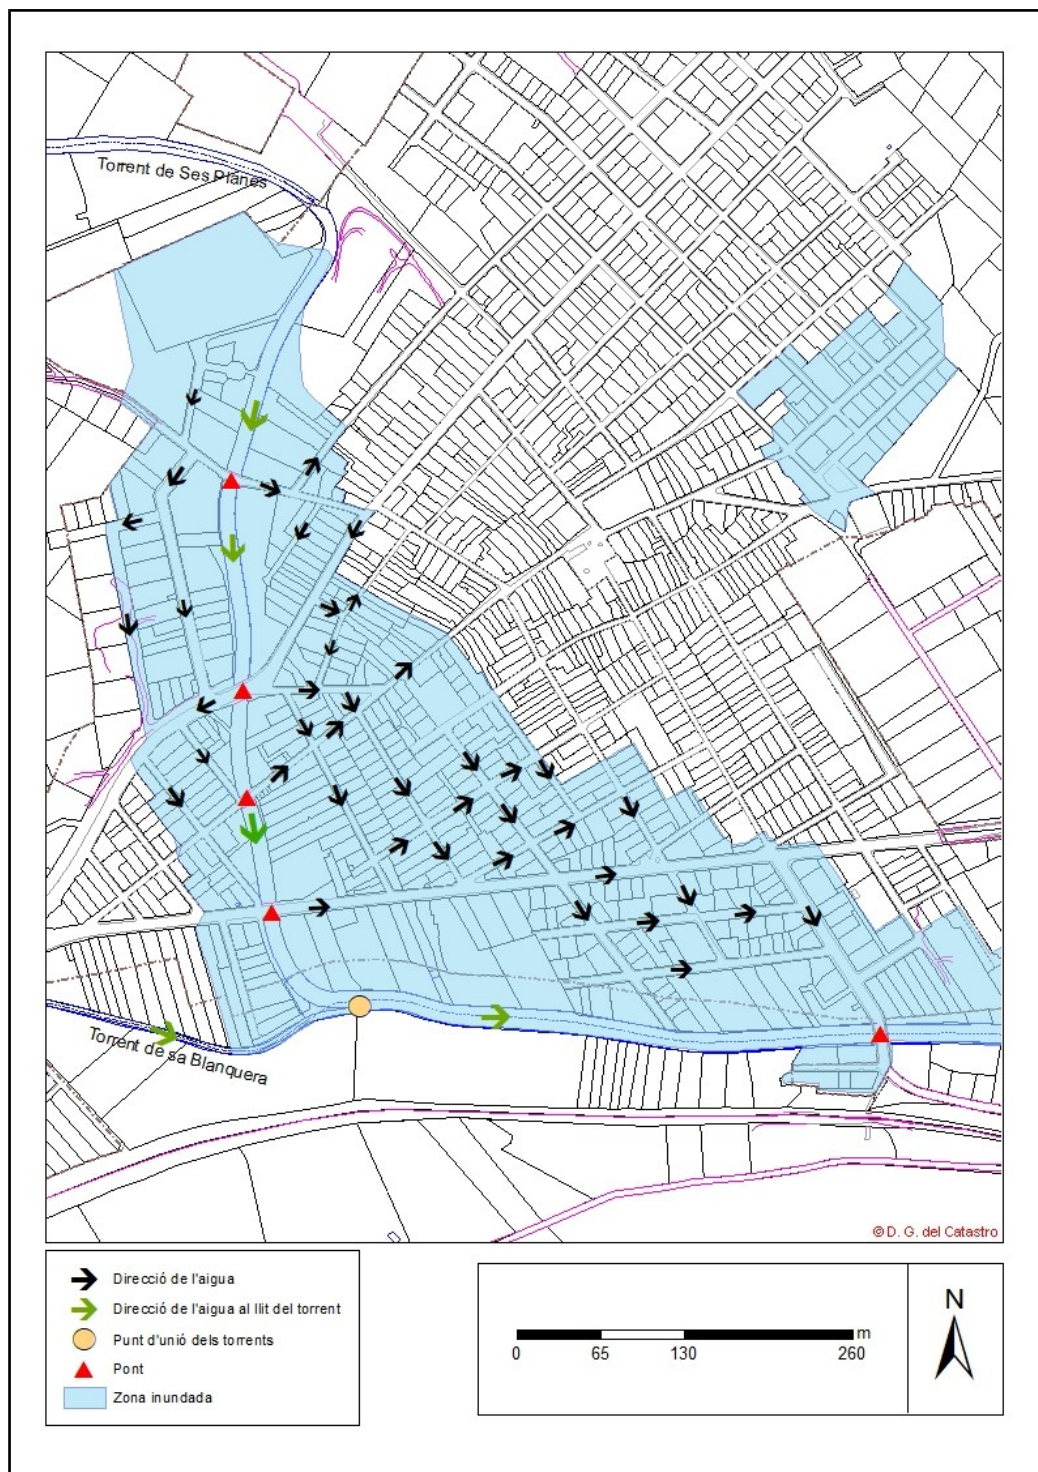 Torrent de Ses Planes
Torrent de sa Blanquera
© D. G. del Catastro
Direcció de l'aigua
Direcció de l'aigua al llit del torrent
Punt d'unió dels torrents
Pont
Zona inundada
m
0 65 130 260
N